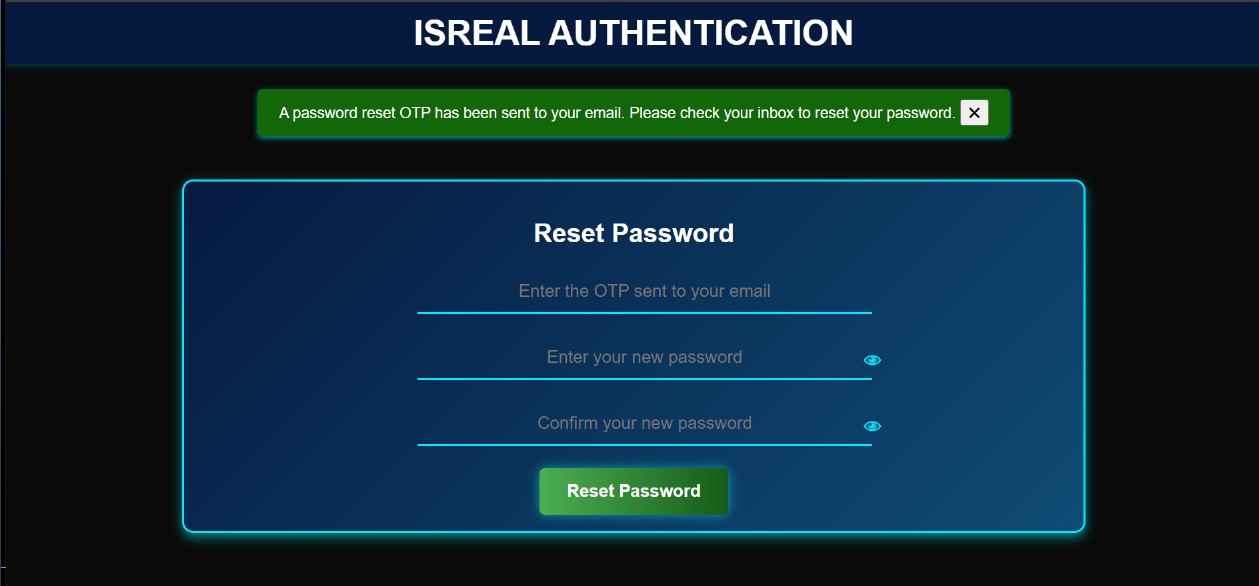 ISREAL AUTHENTICATION
A password reset OTP has been sent to your email. Please check your inbox to reset your password. ✕
Reset Password
Enter the OTP sent to your email
Enter your new password
Confirm your new password
Reset Password